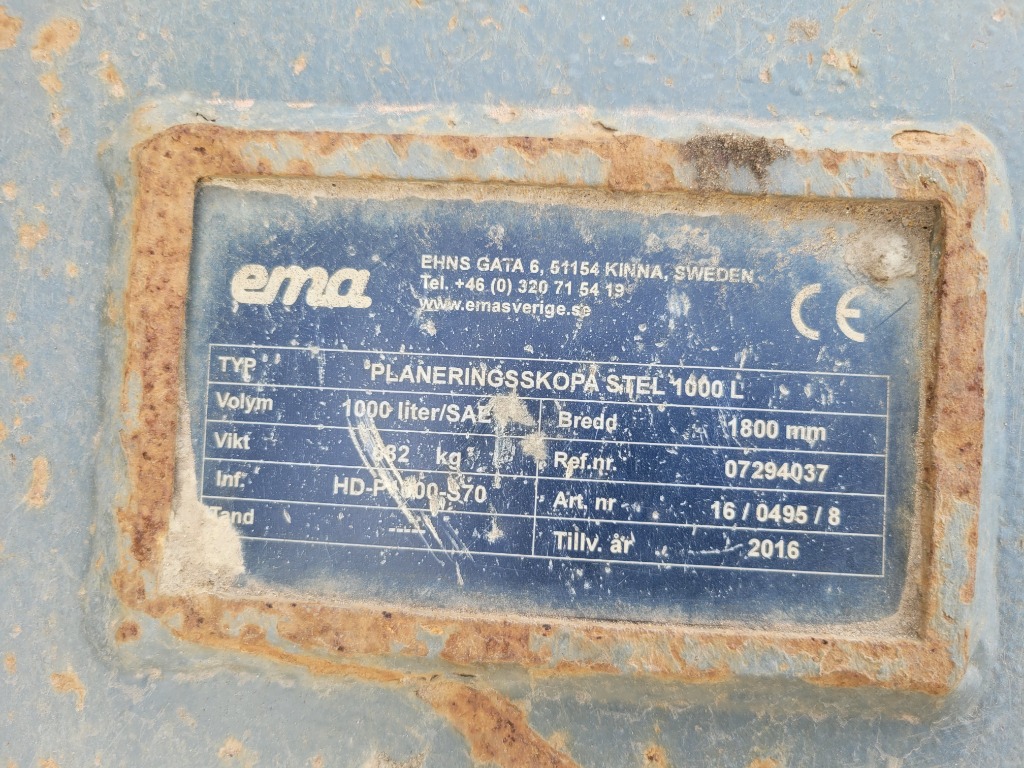 ema
EHNS GATA 6, 51154 KINNA, SWEDEN
Tel. +46 (0) 320 71 54 19
www.emasverige.se
CE
TYP PLANERINGSSKOPA STEL 1000 L
Volym 1000 liter/SAE Bredd 1800 mm
Vikt kg Ref.nr. 07294037
Inf. Art. nr 16 / 0495 / 8
Tand ---- Tillv. år 2016